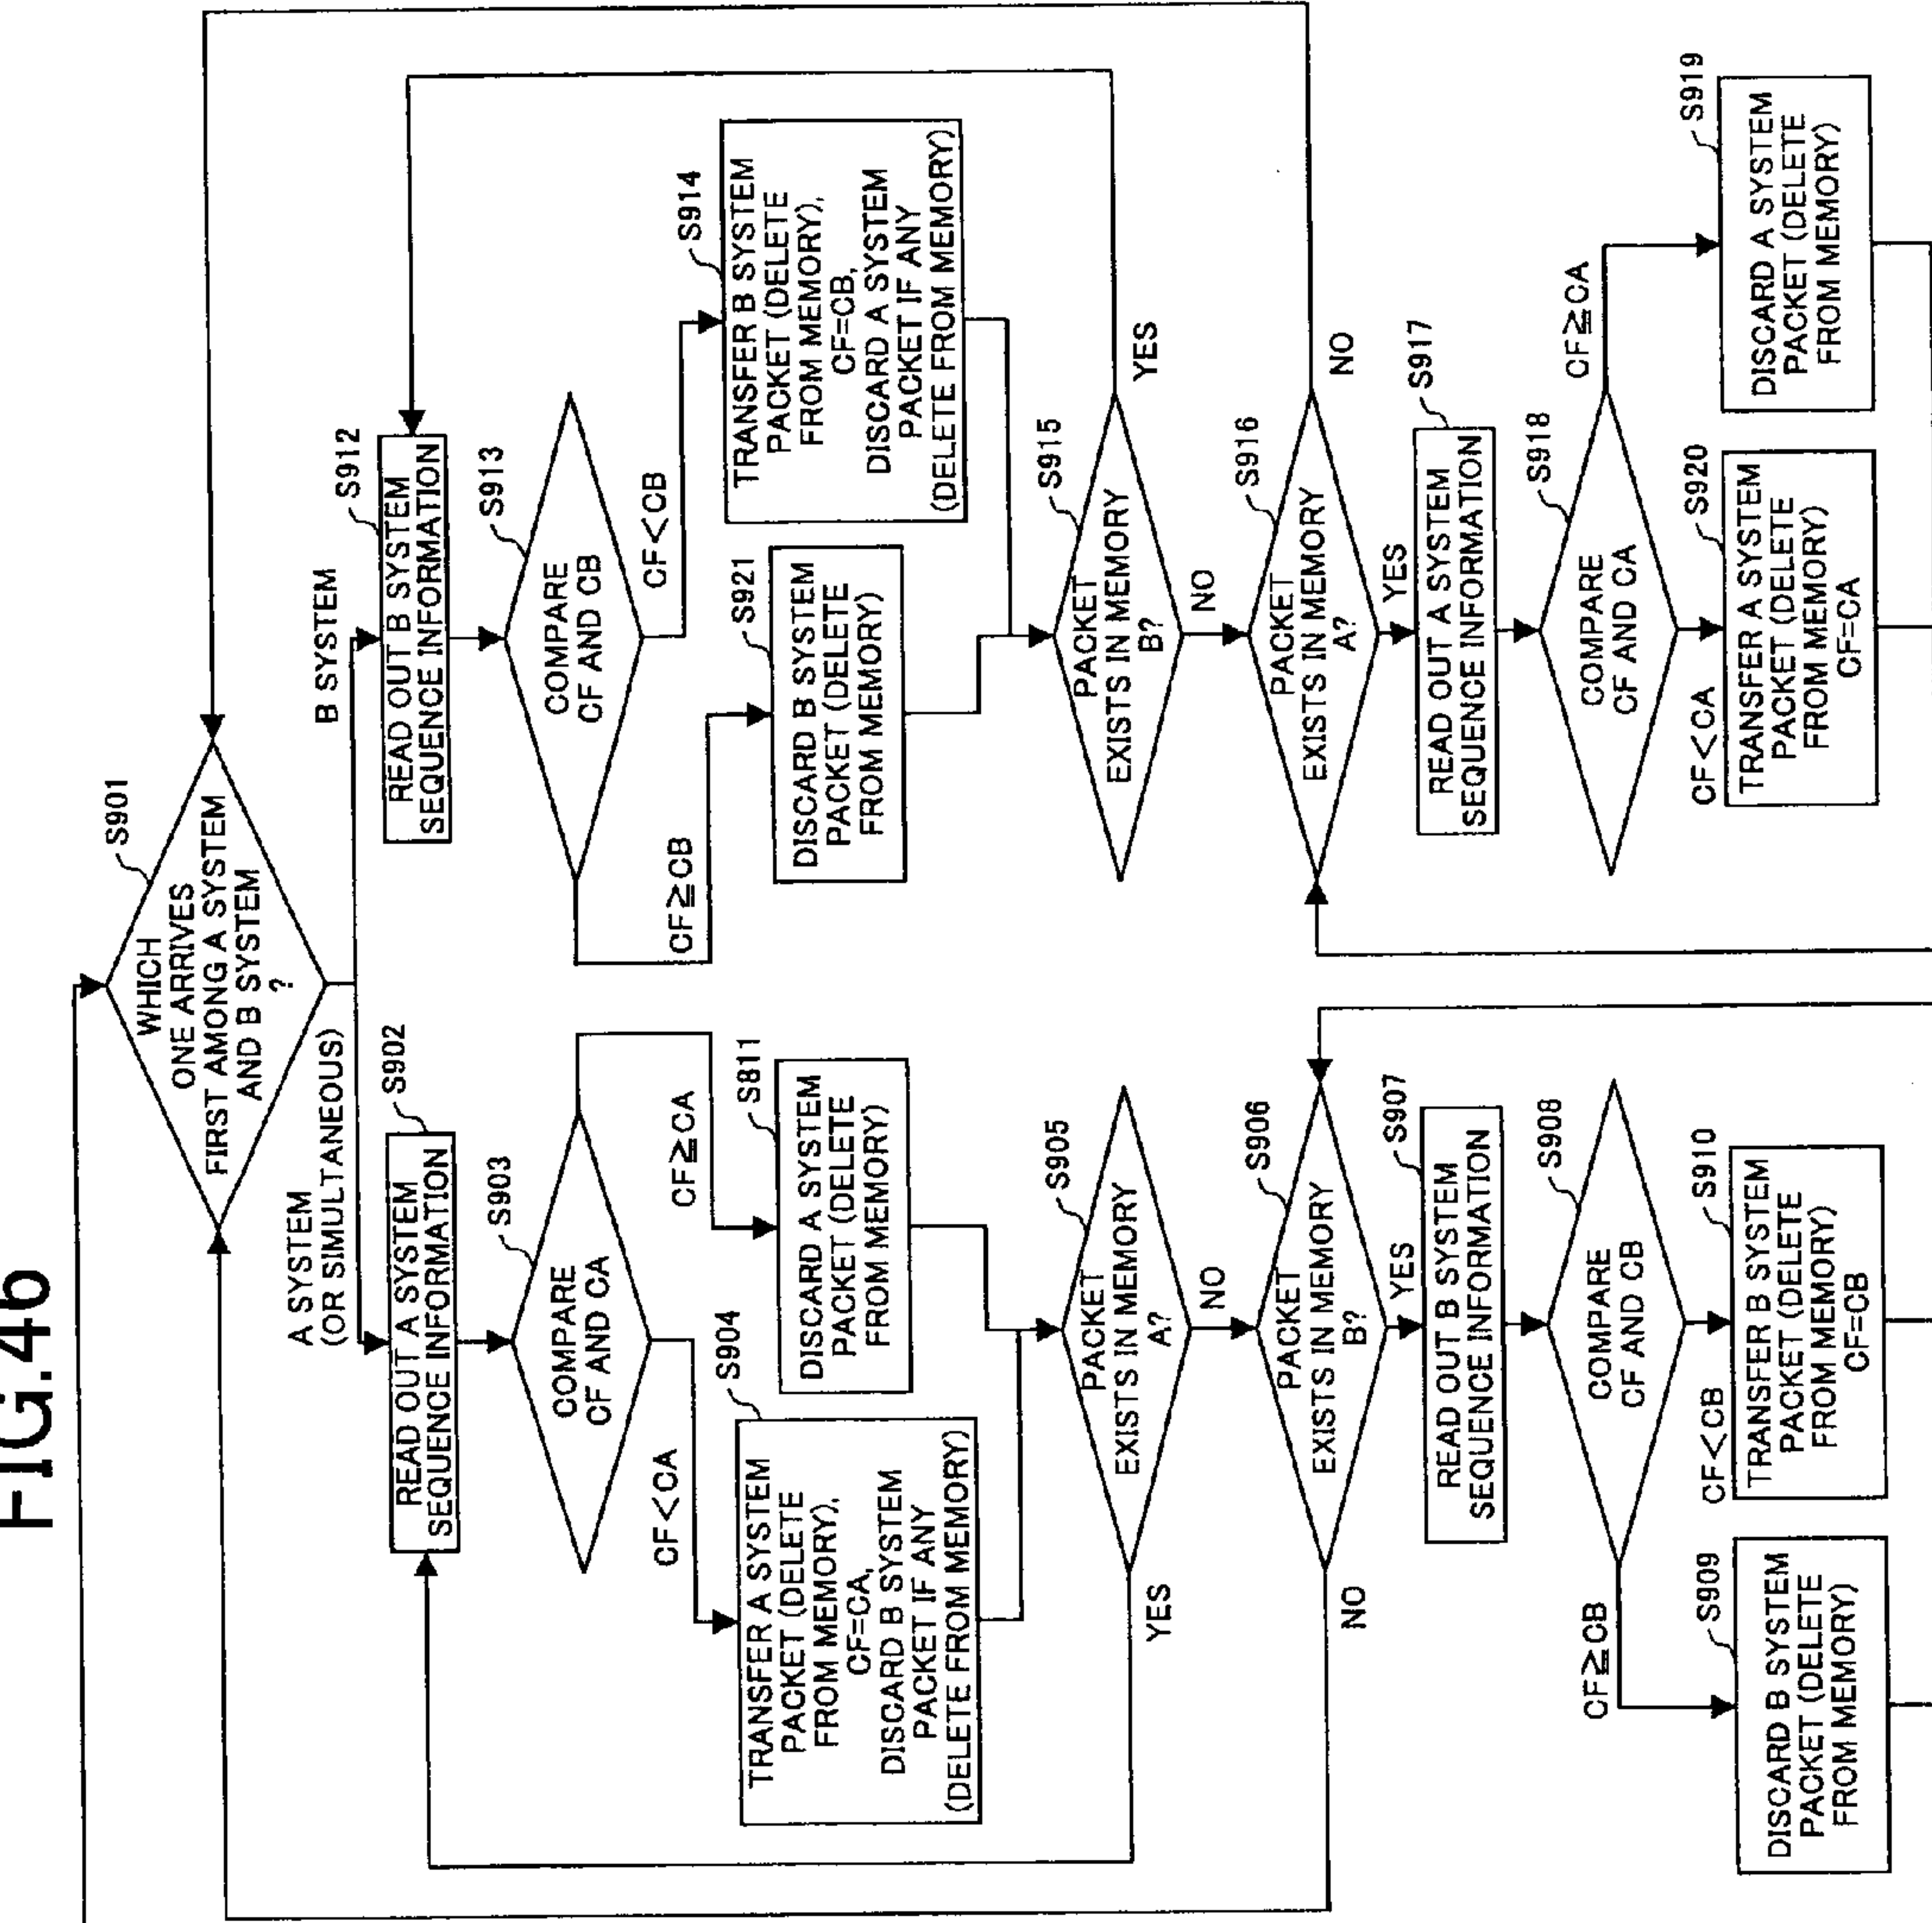 FIG.4b
WHICH
ONE ARRIVES
FIRST AMONG A SYSTEM
AND B SYSTEM
?
S901
A SYSTEM
(OR SIMULTANEOUS)
B SYSTEM
READ OUT A SYSTEM
SEQUENCE INFORMATION
S902
COMPARE
CF AND CA
S903
CF<CA
CF≧CA
TRANSFER A SYSTEM
PACKET (DELETE
FROM MEMORY),
CF=CA,
DISCARD B SYSTEM
PACKET IF ANY
(DELETE FROM MEMORY)
S904
DISCARD A SYSTEM
PACKET (DELETE
FROM MEMORY)
S811
PACKET
EXISTS IN MEMORY
A?
S905
YES
NO
PACKET
EXISTS IN MEMORY
B?
S906
NO
YES
READ OUT B SYSTEM
SEQUENCE INFORMATION
S907
COMPARE
CF AND CB
S908
CF≧CB
CF<CB
DISCARD B SYSTEM
PACKET (DELETE
FROM MEMORY)
S909
TRANSFER B SYSTEM
PACKET (DELETE
FROM MEMORY)
CF=CB
S910
READ OUT B SYSTEM
SEQUENCE INFORMATION
S912
COMPARE
CF AND CB
S913
CF≧CB
CF<CB
DISCARD B SYSTEM
PACKET (DELETE
FROM MEMORY)
S921
TRANSFER B SYSTEM
PACKET (DELETE
FROM MEMORY),
CF=CB,
DISCARD A SYSTEM
PACKET IF ANY
(DELETE FROM MEMORY)
S914
PACKET
EXISTS IN MEMORY
B?
S915
YES
NO
PACKET
EXISTS IN MEMORY
A?
S916
NO
YES
READ OUT A SYSTEM
SEQUENCE INFORMATION
S917
COMPARE
CF AND CA
S918
CF<CA
CF≧CA
TRANSFER A SYSTEM
PACKET (DELETE
FROM MEMORY)
CF=CA
S920
DISCARD A SYSTEM
PACKET (DELETE
FROM MEMORY)
S919